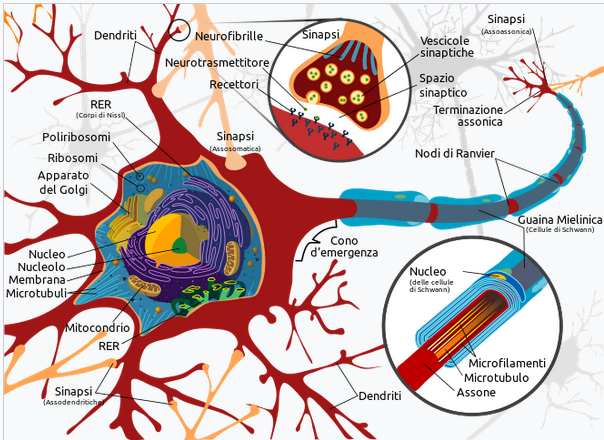 Dendriti
Neurofibrille
Neurotrasmettitore
Recettori
Sinapsi
Vescicole
sinaptiche
Spazio
sinaptico
Sinapsi
(Assoassonica)
Terminazione
assonica
Nodi di Ranvier
RER
(Corpi di Nissl)
Poliribosomi
Ribosomi
Apparato
del Golgi
Sinapsi
(Assosomatica)
Guaina Mielinica
(Cellule di Schwann)
Cono
d'emergenza
Nucleo
Nucleolo
Membrana
Microtubuli
Mitocondrio
RER
Nucleo
(delle cellule
di Schwann)
Microfilamenti
Microtubulo
Assone
Sinapsi
(Assodendritiche)
Dendriti